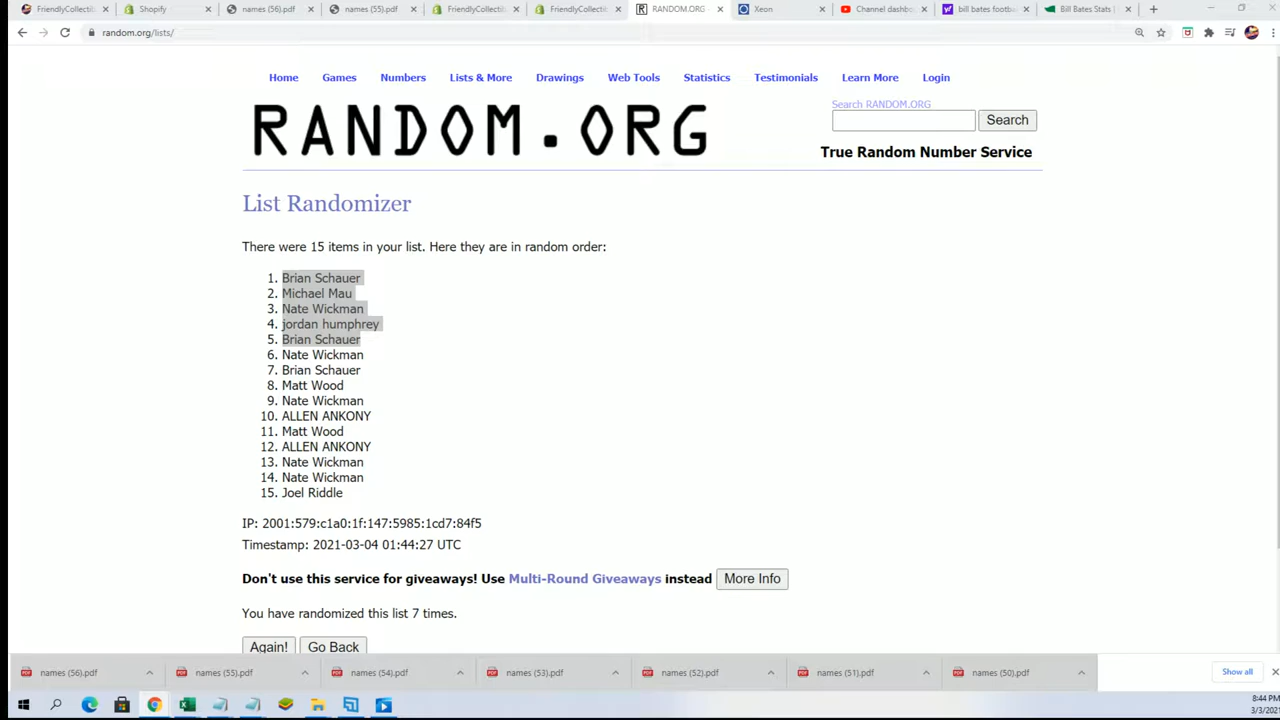 FriendlyCollectib
Shopify
names (56).pdf
names (55).pdf
FriendlyCollectib
FriendlyCollectib
RANDOM.ORG
Xeon
Channel dashbo
bill bates footb
Bill Bates Stats |
random.org/lists/
Home Games Numbers Lists & More Drawings Web Tools Statistics Testimonials Learn More Login
RANDOM.ORG
Search RANDOM.ORG
Search
True Random Number Service
List Randomizer
There were 15 items in your list. Here they are in random order:
1. Brian Schauer
2. Michael Mau
3. Nate Wickman
4. jordan humphrey
5. Brian Schauer
6. Nate Wickman
7. Brian Schauer
8. Matt Wood
9. Nate Wickman
10. ALLEN ANKONY
11. Matt Wood
12. ALLEN ANKONY
13. Nate Wickman
14. Nate Wickman
15. Joel Riddle
IP: 2001:579:c1a0:1f:147:5985:1cd7:84f5
Timestamp: 2021-03-04 01:44:27 UTC
Don't use this service for giveaways! Use Multi-Round Giveaways instead More Info
You have randomized this list 7 times.
Again! Go Back
names (56).pdf names (55).pdf names (54).pdf names (53).pdf names (52).pdf names (51).pdf names (50).pdf Show all
8:44 PM
3/3/2021